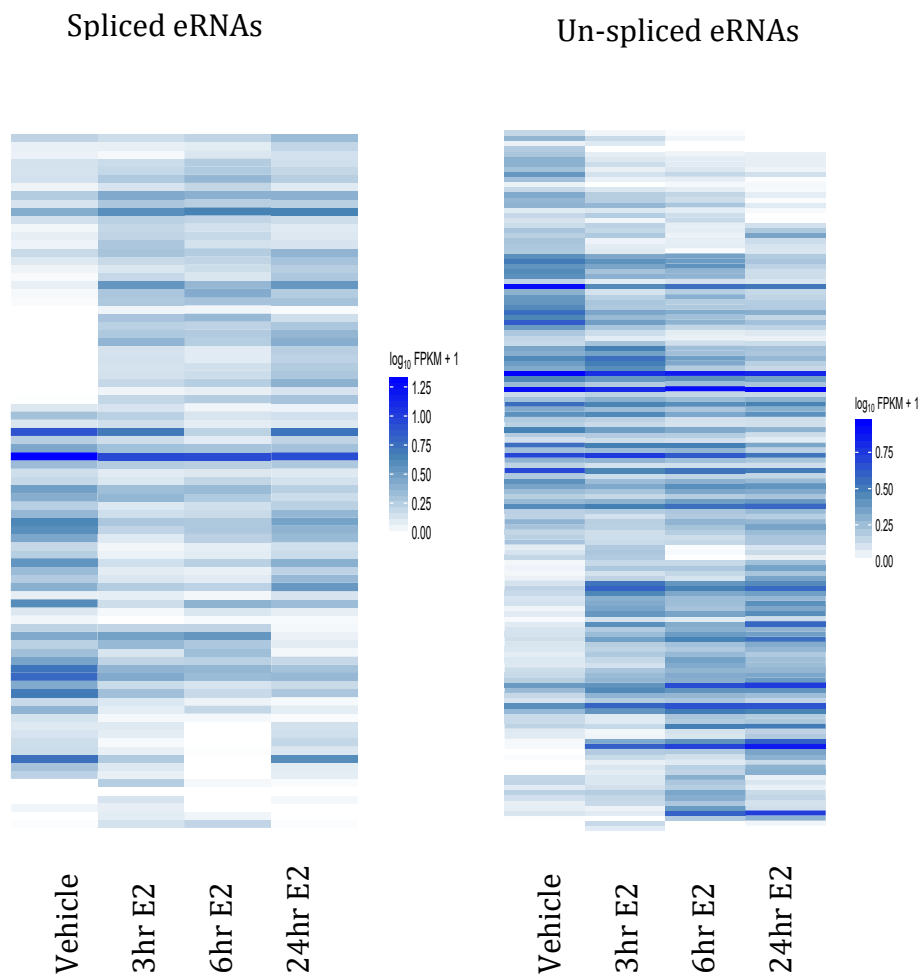 Spliced eRNAs
Un-spliced eRNAs
log₁₀ FPKM + 1
1.25
1.00
0.75
0.50
0.25
0.00
log₁₀ FPKM + 1
0.75
0.50
0.25
0.00
Vehicle
3hr E2
6hr E2
24hr E2
Vehicle
3hr E2
6hr E2
24hr E2